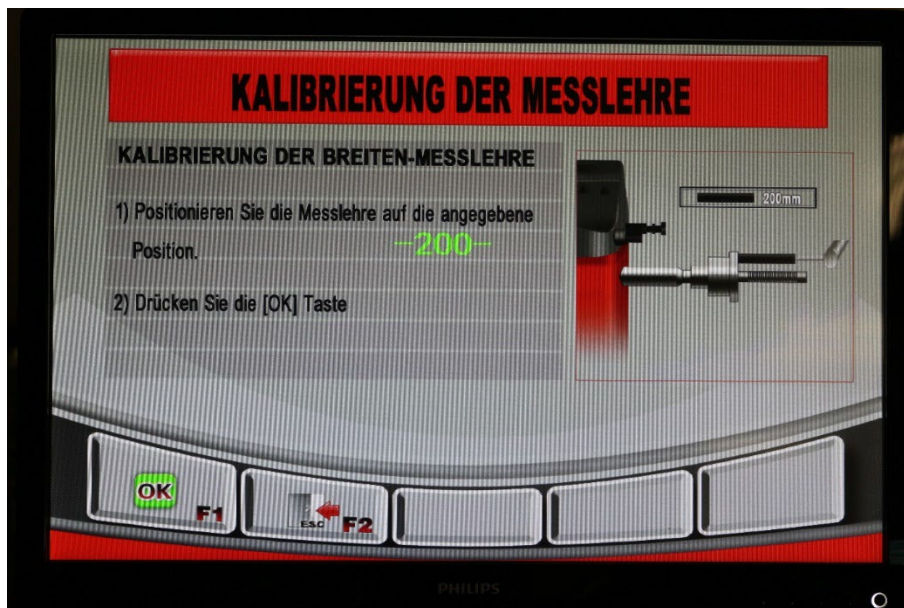 KALIBRIERUNG DER MESSLEHRE
KALIBRIERUNG DER BREITEN-MESSLEHRE
1) Positionieren Sie die Messlehre auf die angegebene
Position.
-200-
2) Drücken Sie die [OK] Taste
200mm
OK F1
ESC F2
PHILIPS